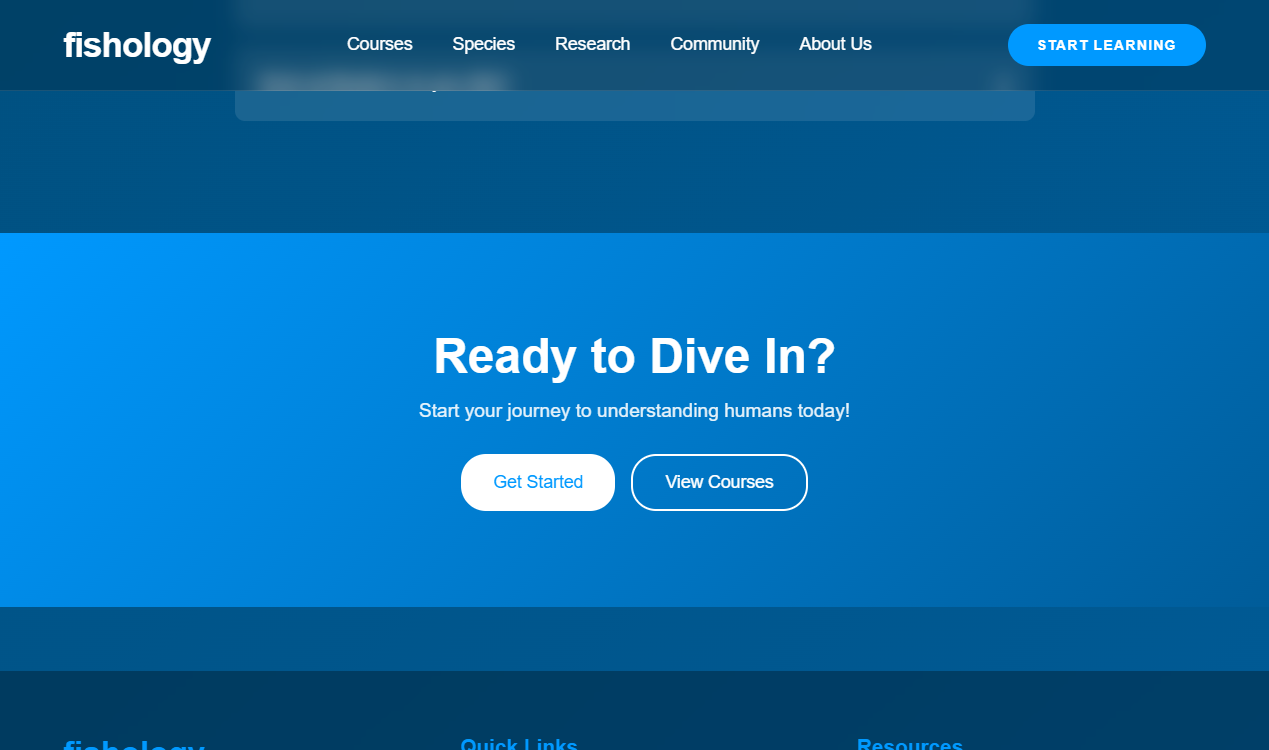 fishology
Courses
Species
Research
Community
About Us
START LEARNING
Ready to Dive In?
Start your journey to understanding humans today!
Get Started
View Courses
fishology
Quick Links
Resources